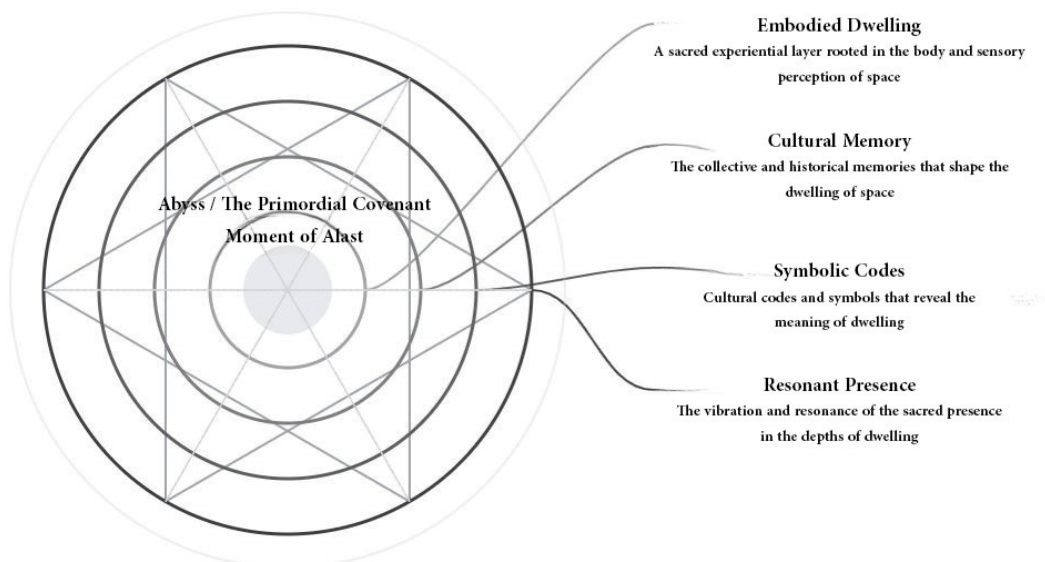 Embodied Dwelling
A sacred experiential layer rooted in the body and sensory
perception of space
Cultural Memory
The collective and historical memories that shape the
dwelling of space
Abyss / The Primordial Covenant
Moment of Alast
Symbolic Codes
Cultural codes and symbols that reveal the
meaning of dwelling
Resonant Presence
The vibration and resonance of the sacred presence
in the depths of dwelling